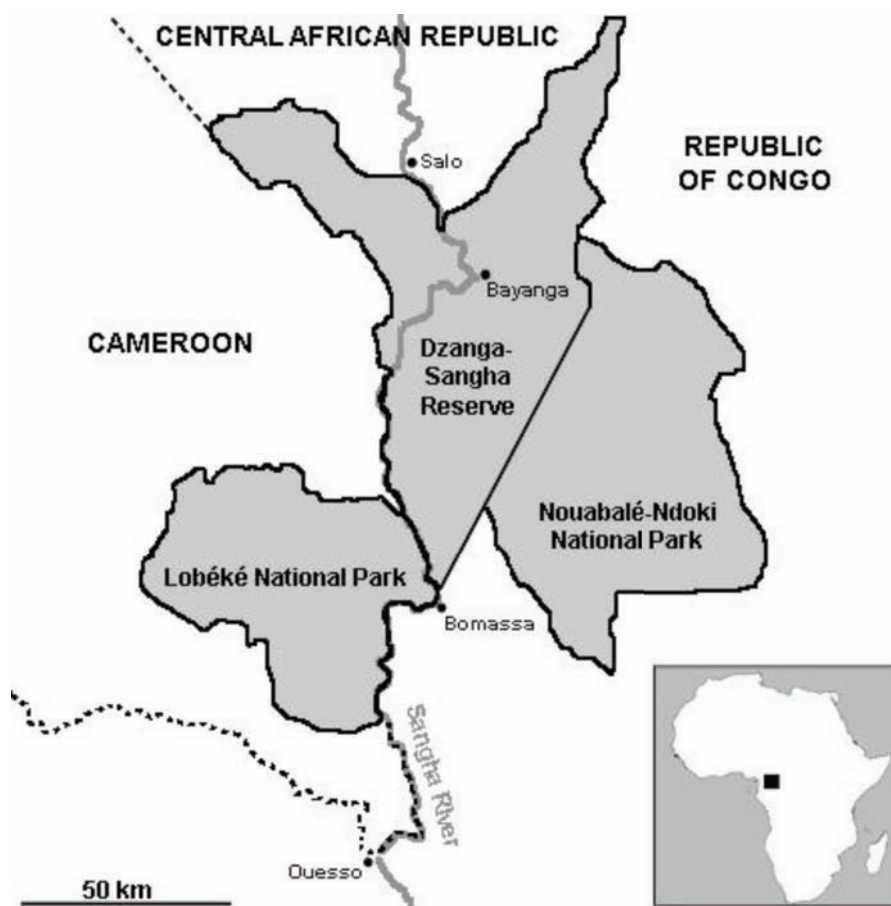 CENTRAL AFRICAN REPUBLIC
Salo
REPUBLIC
OF CONGO
Bayanga
CAMEROON
Dzanga-
Sangha
Reserve
Nouabalé-Ndoki
National Park
Lobéké National Park
Bomassa
Sangha River
Ouesso
50 km